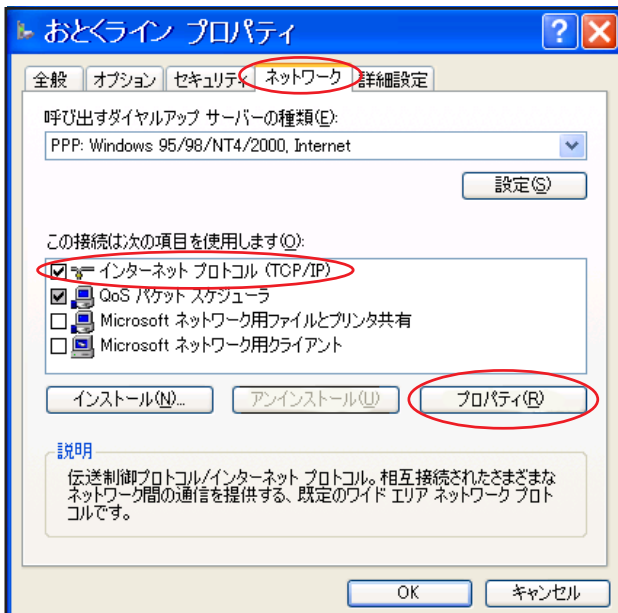 おとくライン プロパティ
全般 オプション セキュリティ ネットワーク 詳細設定
呼び出すダイヤルアップ サーバーの種類(E):
PPP: Windows 95/98/NT4/2000, Internet
設定(S)
この接続は次の項目を使用します(O):
インターネット プロトコル (TCP/IP)
QoS パケット スケジューラ
Microsoft ネットワーク用ファイルとプリンタ共有
Microsoft ネットワーク用クライアント
インストール(N)... アンインストール(U) プロパティ(R)
説明
伝送制御プロトコル/インターネット プロトコル。相互接続されたさまざまな
ネットワーク間の通信を提供する、既定のワイド エリア ネットワーク プロト
コルです。
OK キャンセル